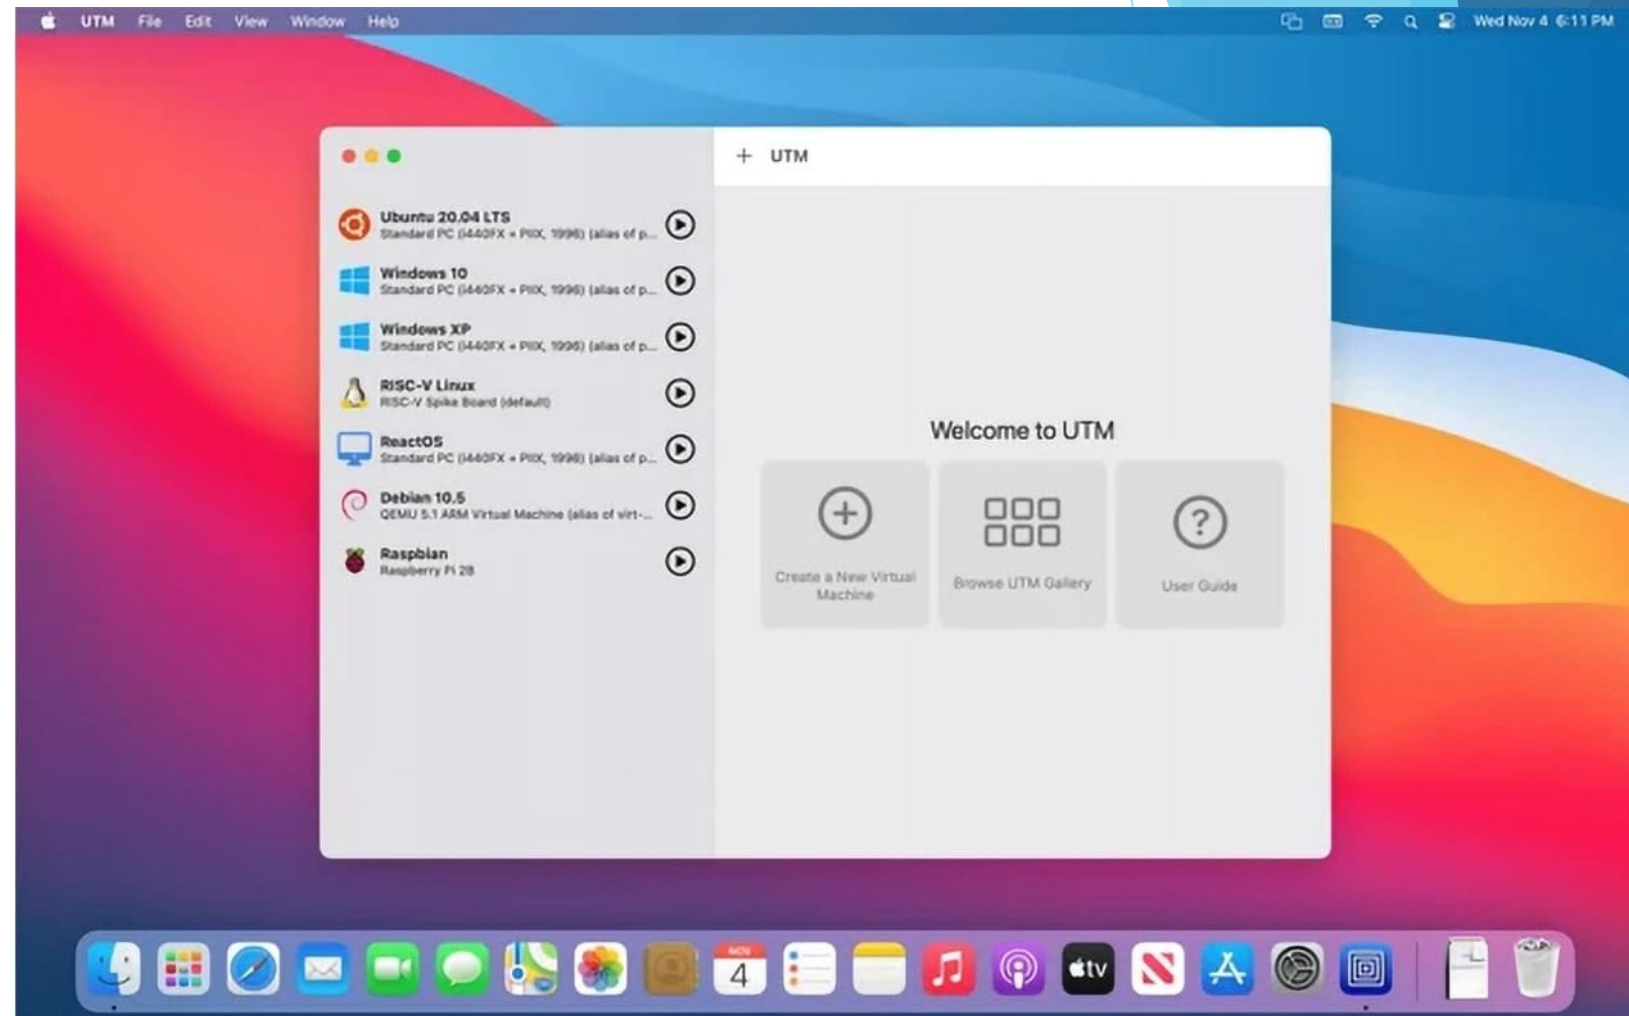 UTM File Edit View Window Help
Wed Nov 4 6:11 PM
UTM
Ubuntu 20.04 LTS
Standard PC (i440FX + PIIX, 1996) (alias of p...
Windows 10
Standard PC (i440FX + PIIX, 1996) (alias of p...
Windows XP
Standard PC (i440FX + PIIX, 1996) (alias of p...
RISC-V Linux
RISC-V Spike Board (default)
ReactOS
Standard PC (i440FX + PIIX, 1996) (alias of p...
Debian 10.5
QEMU 5.1 ARM Virtual Machine (alias of virt-...
Raspbian
Raspberry Pi 2B
Welcome to UTM
Create a New Virtual
Machine
Browse UTM Gallery
User Guide
NOV
4
tv